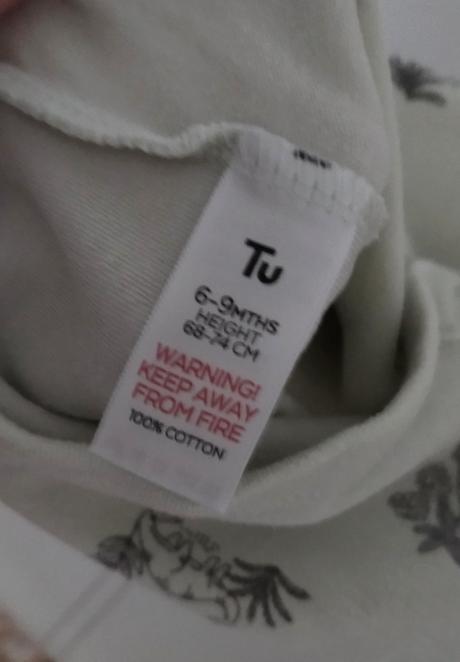 Tu
6-9MTHS
HEIGHT
68-74 CM
WARNING!
KEEP AWAY
FROM FIRE
100% COTTON